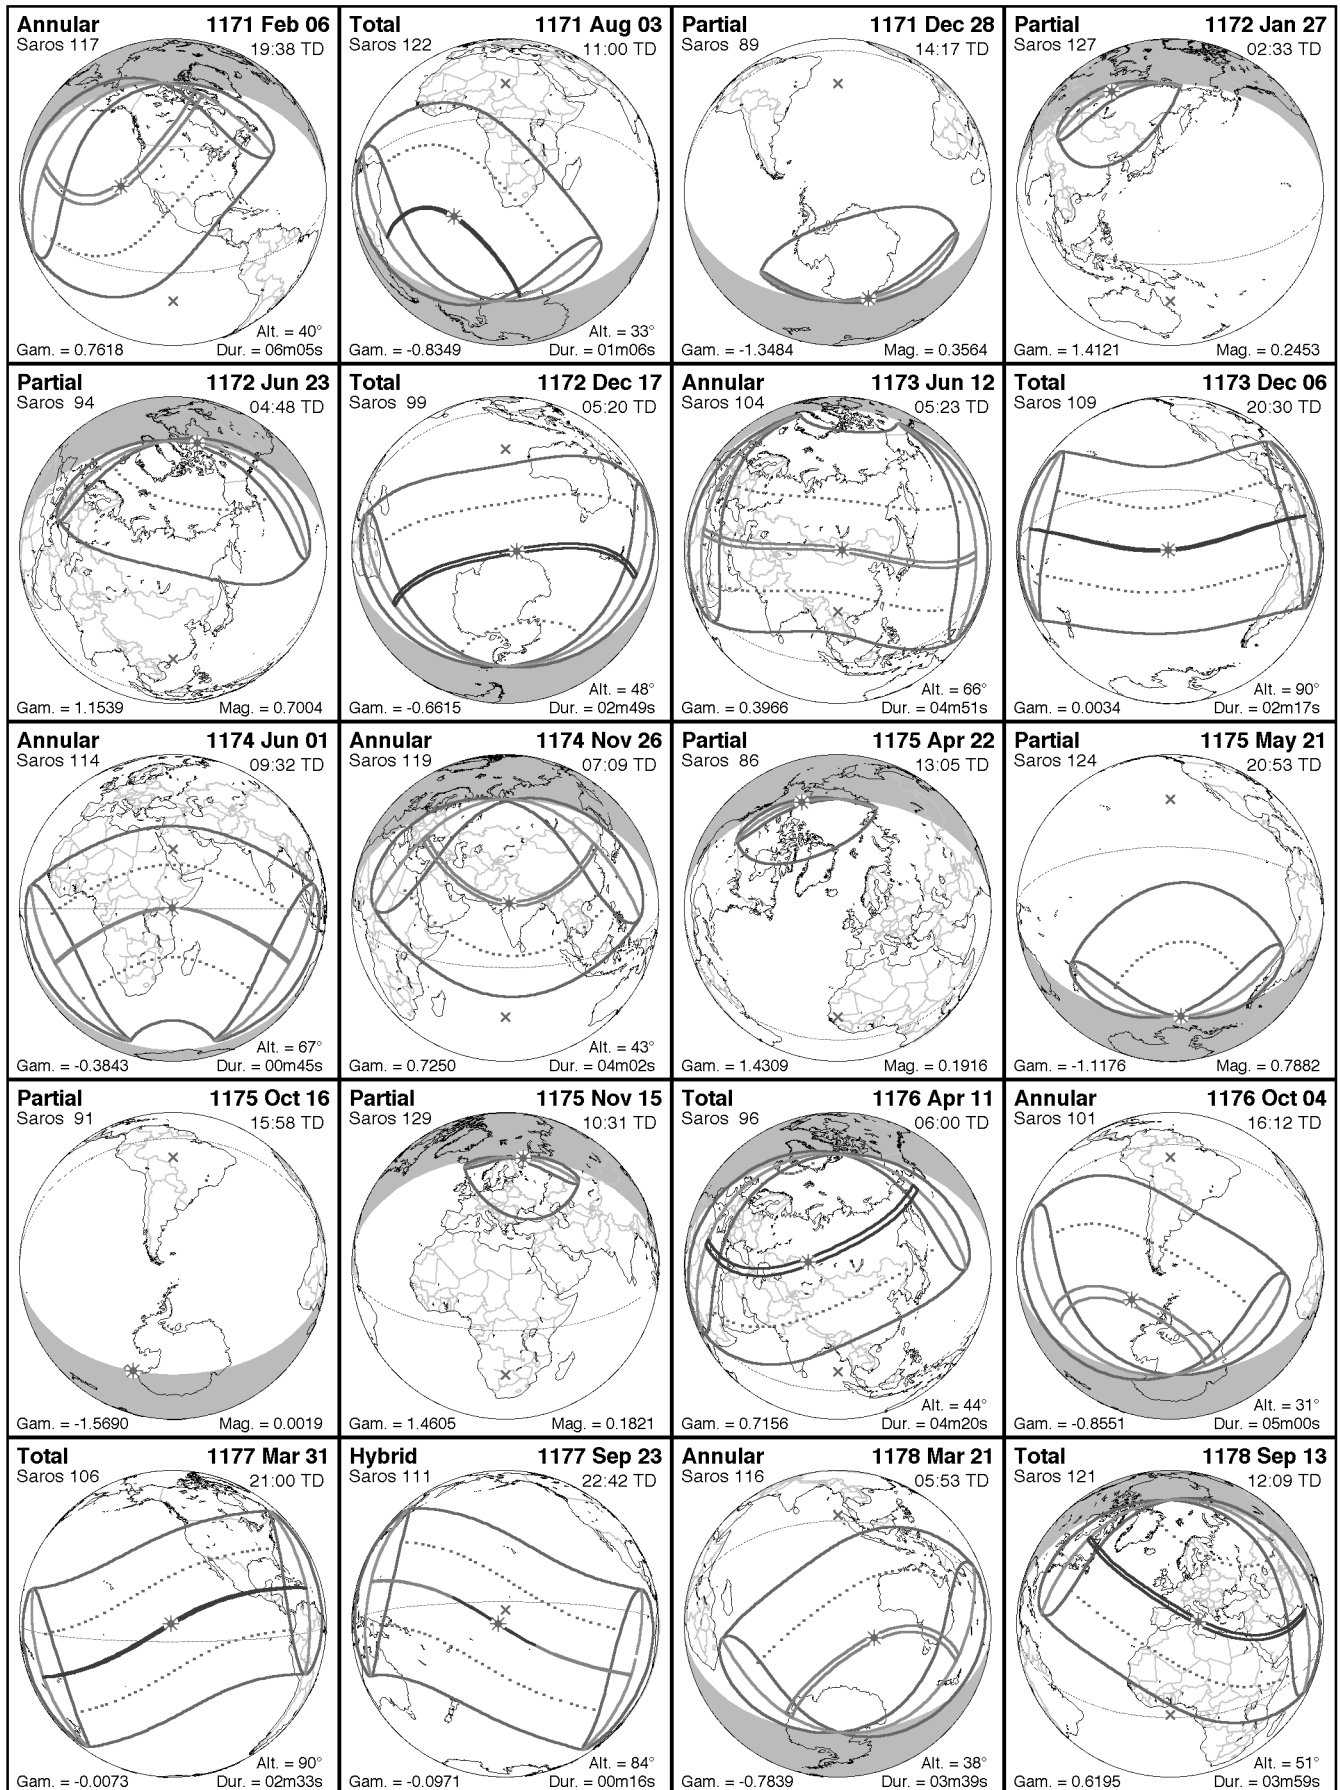 Annular 1171 Feb 06
Saros 117 19:38 TD
Alt. = 40°
Gam. = 0.7618 Dur. = 06m05s
Total 1171 Aug 03
Saros 122 11:00 TD
Alt. = 33°
Gam. = -0.8349 Dur. = 01m06s
Partial 1171 Dec 28
Saros 89 14:17 TD
Gam. = -1.3484 Mag. = 0.3564
Partial 1172 Jan 27
Saros 127 02:33 TD
Gam. = 1.4121 Mag. = 0.2453
Partial 1172 Jun 23
Saros 94 04:48 TD
Gam. = 1.1539 Mag. = 0.7004
Total 1172 Dec 17
Saros 99 05:20 TD
Alt. = 48°
Gam. = -0.6615 Dur. = 02m49s
Annular 1173 Jun 12
Saros 104 05:23 TD
Alt. = 66°
Gam. = 0.3966 Dur. = 04m51s
Total 1173 Dec 06
Saros 109 20:30 TD
Alt. = 90°
Gam. = 0.0034 Dur. = 02m17s
Annular 1174 Jun 01
Saros 114 09:32 TD
Alt. = 67°
Gam. = -0.3843 Dur. = 00m45s
Annular 1174 Nov 26
Saros 119 07:09 TD
Alt. = 43°
Gam. = 0.7250 Dur. = 04m02s
Partial 1175 Apr 22
Saros 86 13:05 TD
Gam. = 1.4309 Mag. = 0.1916
Partial 1175 May 21
Saros 124 20:53 TD
Gam. = -1.1176 Mag. = 0.7882
Partial 1175 Oct 16
Saros 91 15:58 TD
Gam. = -1.5690 Mag. = 0.0019
Partial 1175 Nov 15
Saros 129 10:31 TD
Gam. = 1.4605 Mag. = 0.1821
Total 1176 Apr 11
Saros 96 06:00 TD
Alt. = 44°
Gam. = 0.7156 Dur. = 04m20s
Annular 1176 Oct 04
Saros 101 16:12 TD
Alt. = 31°
Gam. = -0.8551 Dur. = 05m00s
Total 1177 Mar 31
Saros 106 21:00 TD
Alt. = 90°
Gam. = -0.0073 Dur. = 02m33s
Hybrid 1177 Sep 23
Saros 111 22:42 TD
Alt. = 84°
Gam. = -0.0971 Dur. = 00m16s
Annular 1178 Mar 21
Saros 116 05:53 TD
Alt. = 38°
Gam. = -0.7839 Dur. = 03m39s
Total 1178 Sep 13
Saros 121 12:09 TD
Alt. = 51°
Gam. = 0.6195 Dur. = 03m59s